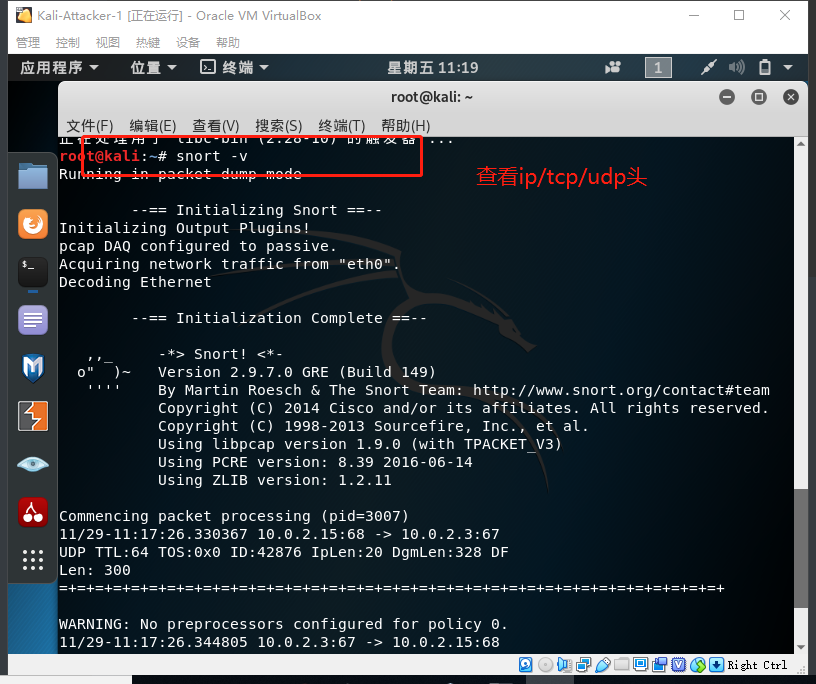 Kali-Attacker-1 [正在运行] - Oracle VM VirtualBox
管理 控制 视图 热键 设备 帮助
应用程序 位置 终端 星期五 11:19 1
root@kali: ~
文件(F) 编辑(E) 查看(V) 搜索(S) 终端(T) 帮助(H)
正在处理用于 libc-bin (2.28-10) 的触发器 ...
root@kali:~# snort -v
Running in packet dump mode
查看ip/tcp/udp头
--== Initializing Snort ==--
Initializing Output Plugins!
pcap DAQ configured to passive.
Acquiring network traffic from "eth0".
Decoding Ethernet
--== Initialization Complete ==--
,,_ -*> Snort! <*-
o" )~ Version 2.9.7.0 GRE (Build 149)
'''' By Martin Roesch & The Snort Team: http://www.snort.org/contact#team
Copyright (C) 2014 Cisco and/or its affiliates. All rights reserved.
Copyright (C) 1998-2013 Sourcefire, Inc., et al.
Using libpcap version 1.9.0 (with TPACKET_V3)
Using PCRE version: 8.39 2016-06-14
Using ZLIB version: 1.2.11
Commencing packet processing (pid=3007)
11/29-11:17:26.330367 10.0.2.15:68 -> 10.0.2.3:67
UDP TTL:64 TOS:0x0 ID:42876 IpLen:20 DgmLen:328 DF
Len: 300
=+=+=+=+=+=+=+=+=+=+=+=+=+=+=+=+=+=+=+=+=+=+=+=+=+=+=+=+=+=+=+=+=+=+=+=+=+
WARNING: No preprocessors configured for policy 0.
11/29-11:17:26.344805 10.0.2.3:67 -> 10.0.2.15:68
Right Ctrl